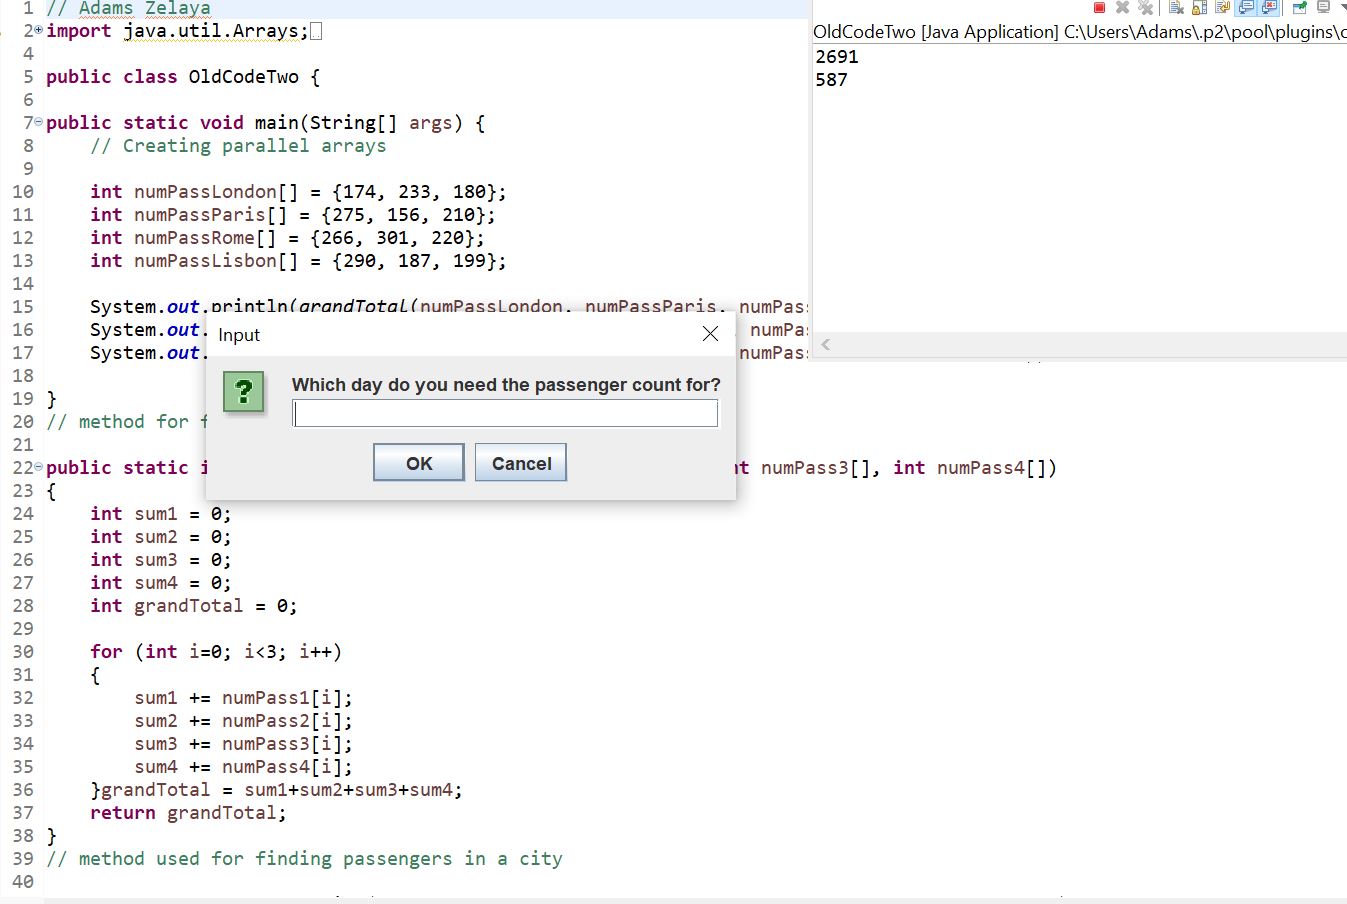 1 // Adams Zelaya
2 import java.util.Arrays;
4
5 public class OldCodeTwo {
6
7 public static void main(String[] args) {
8 // Creating parallel arrays
9
10 int numPassLondon[] = {174, 233, 180};
11 int numPassParis[] = {275, 156, 210};
12 int numPassRome[] = {266, 301, 220};
13 int numPassLisbon[] = {290, 187, 199};
14
15 System.out.println(grandTotal(numPassLondon, numPassParis, numPas
16 System.out. numPa
17 System.out. numPas
18
19 }
20 // method for f
21
22 public static i nt numPass3[], int numPass4[])
23 {
24 int sum1 = 0;
25 int sum2 = 0;
26 int sum3 = 0;
27 int sum4 = 0;
28 int grandTotal = 0;
29
30 for (int i=0; i<3; i++)
31 {
32 sum1 += numPass1[i];
33 sum2 += numPass2[i];
34 sum3 += numPass3[i];
35 sum4 += numPass4[i];
36 }grandTotal = sum1+sum2+sum3+sum4;
37 return grandTotal;
38 }
39 // method used for finding passengers in a city
40
Input
?
Which day do you need the passenger count for?
OK Cancel
OldCodeTwo [Java Application] C:\Users\Adams\.p2\pool\plugins\
2691
587